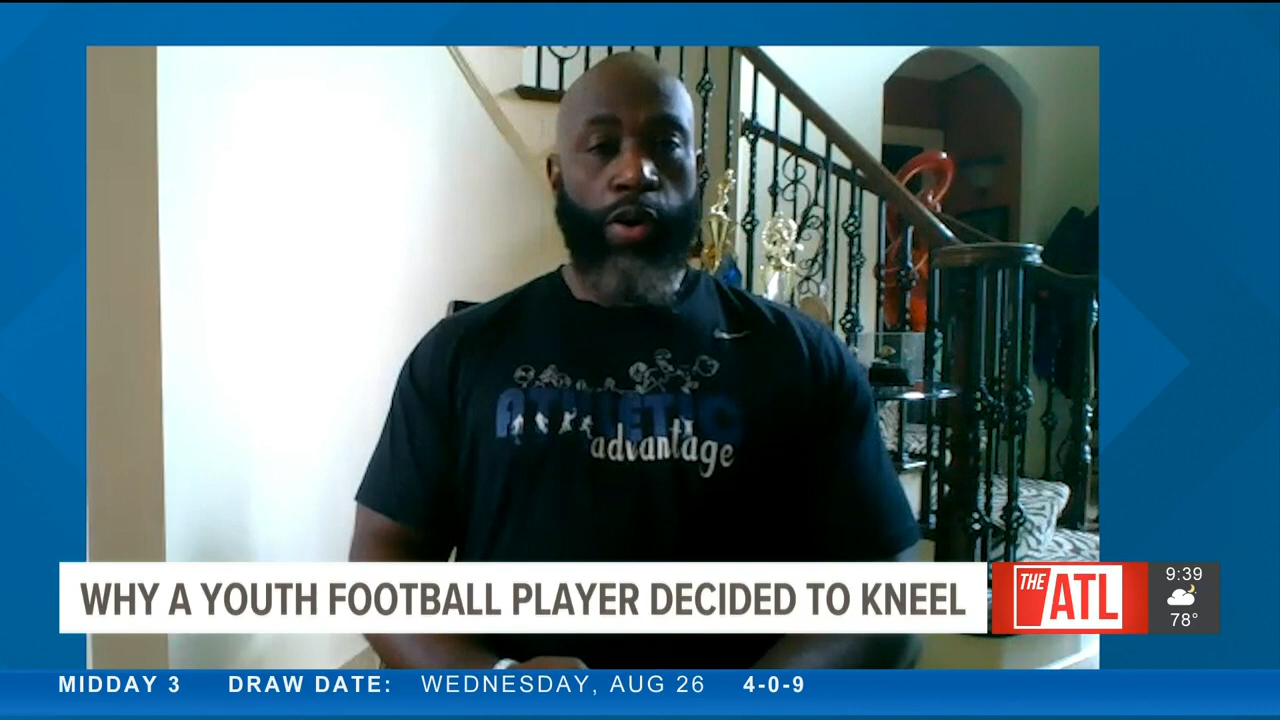 ATHLETIC
advantage
WHY A YOUTH FOOTBALL PLAYER DECIDED TO KNEEL
THE
ATL
9:39
78°
MIDDAY 3 DRAW DATE: WEDNESDAY, AUG 26 4-0-9